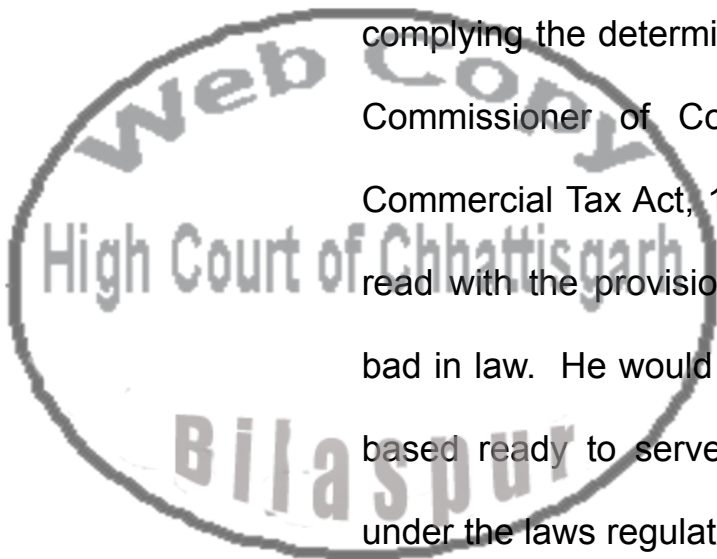 complying the determi
Web Copy
Commissioner of Co
Commercial Tax Act, 1
High Court of Chhattisgarh
read with the provisio
bad in law. He would
Bilaspur
based ready to serve
under the laws regulat